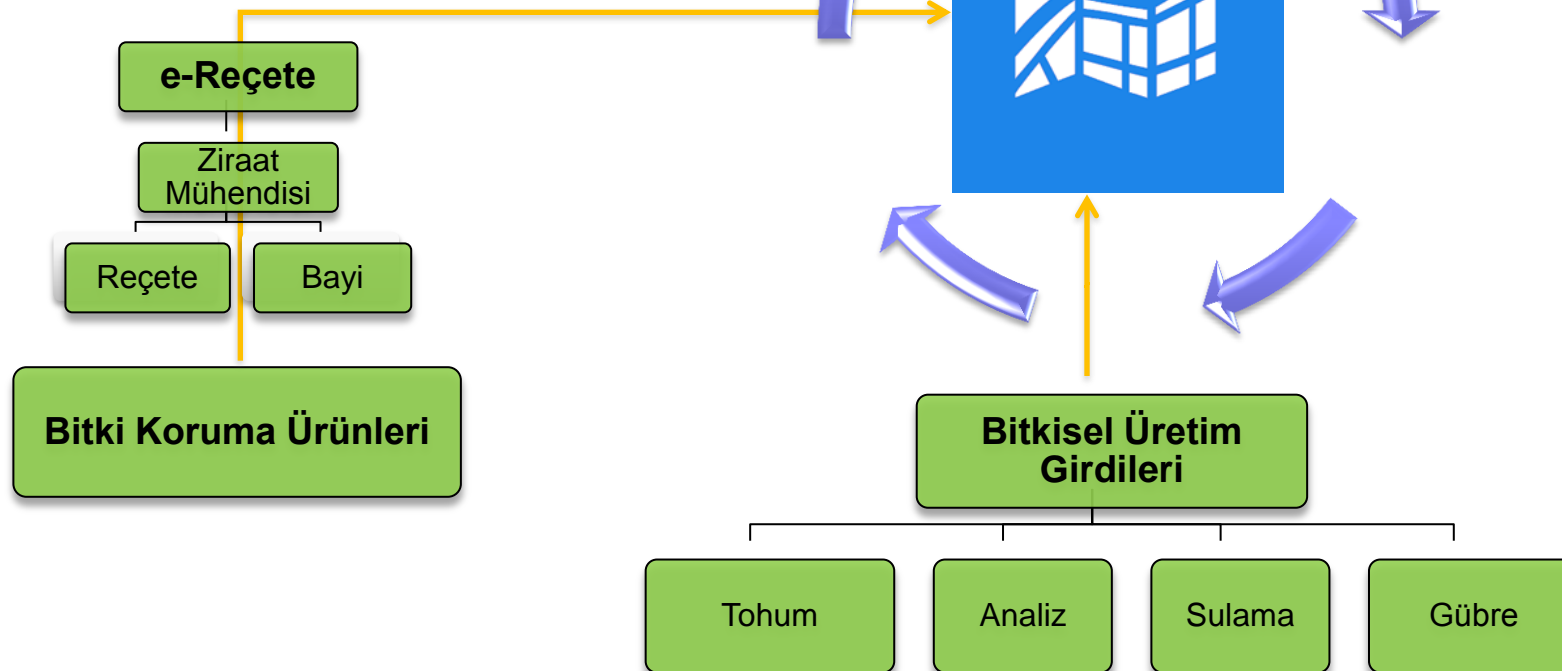 e-Reçete
Ziraat
Mühendisi
Reçete
Bayi
Bitki Koruma Ürünleri
Bitkisel Üretim
Girdileri
Tohum
Analiz
Sulama
Gübre